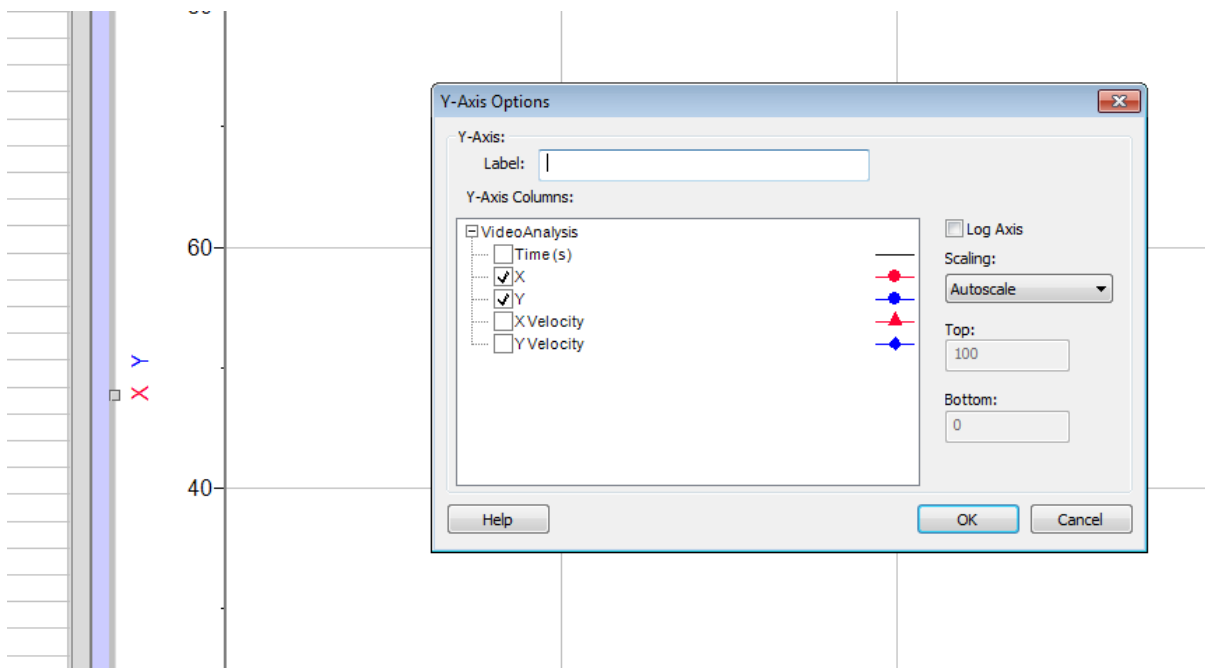 Y-Axis Options
Y-Axis:
Label:
Y-Axis Columns:
VideoAnalysis
Time (s)
X
Y
X Velocity
Y Velocity
Log Axis
Scaling:
Autoscale
Top:
100
Bottom:
0
Help
OK
Cancel
60
40
X Y